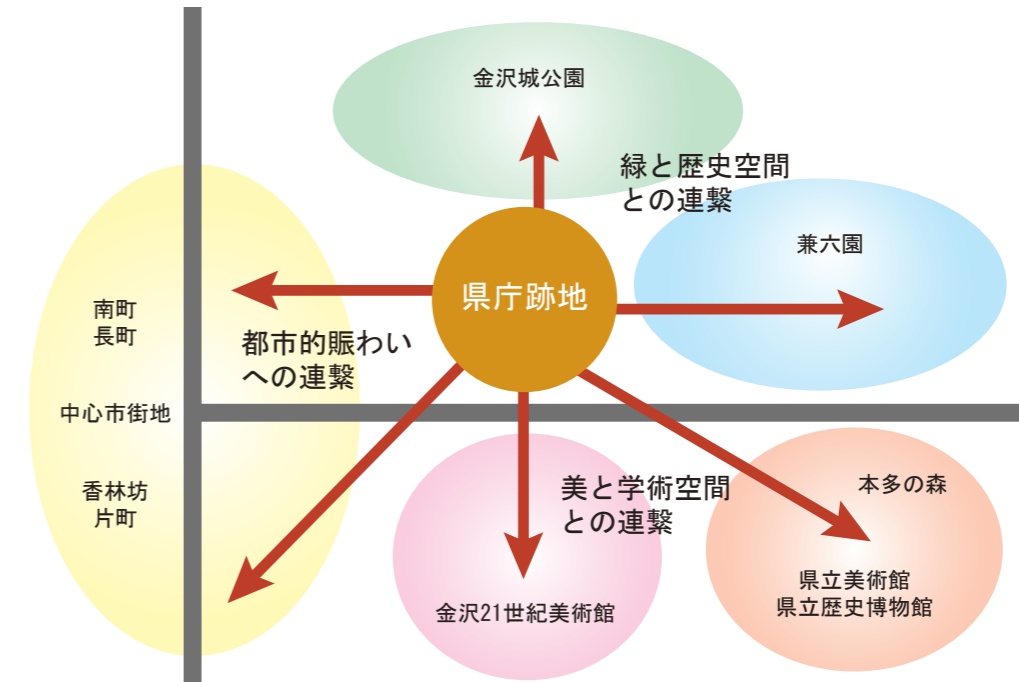 金沢城公園
緑と歴史空間
との連繋
兼六園
県庁跡地
南町
長町
都市的賑わい
への連繋
中心市街地
香林坊
片町
美と学術空間
との連繋
本多の森
県立美術館
県立歴史博物館
金沢21世紀美術館